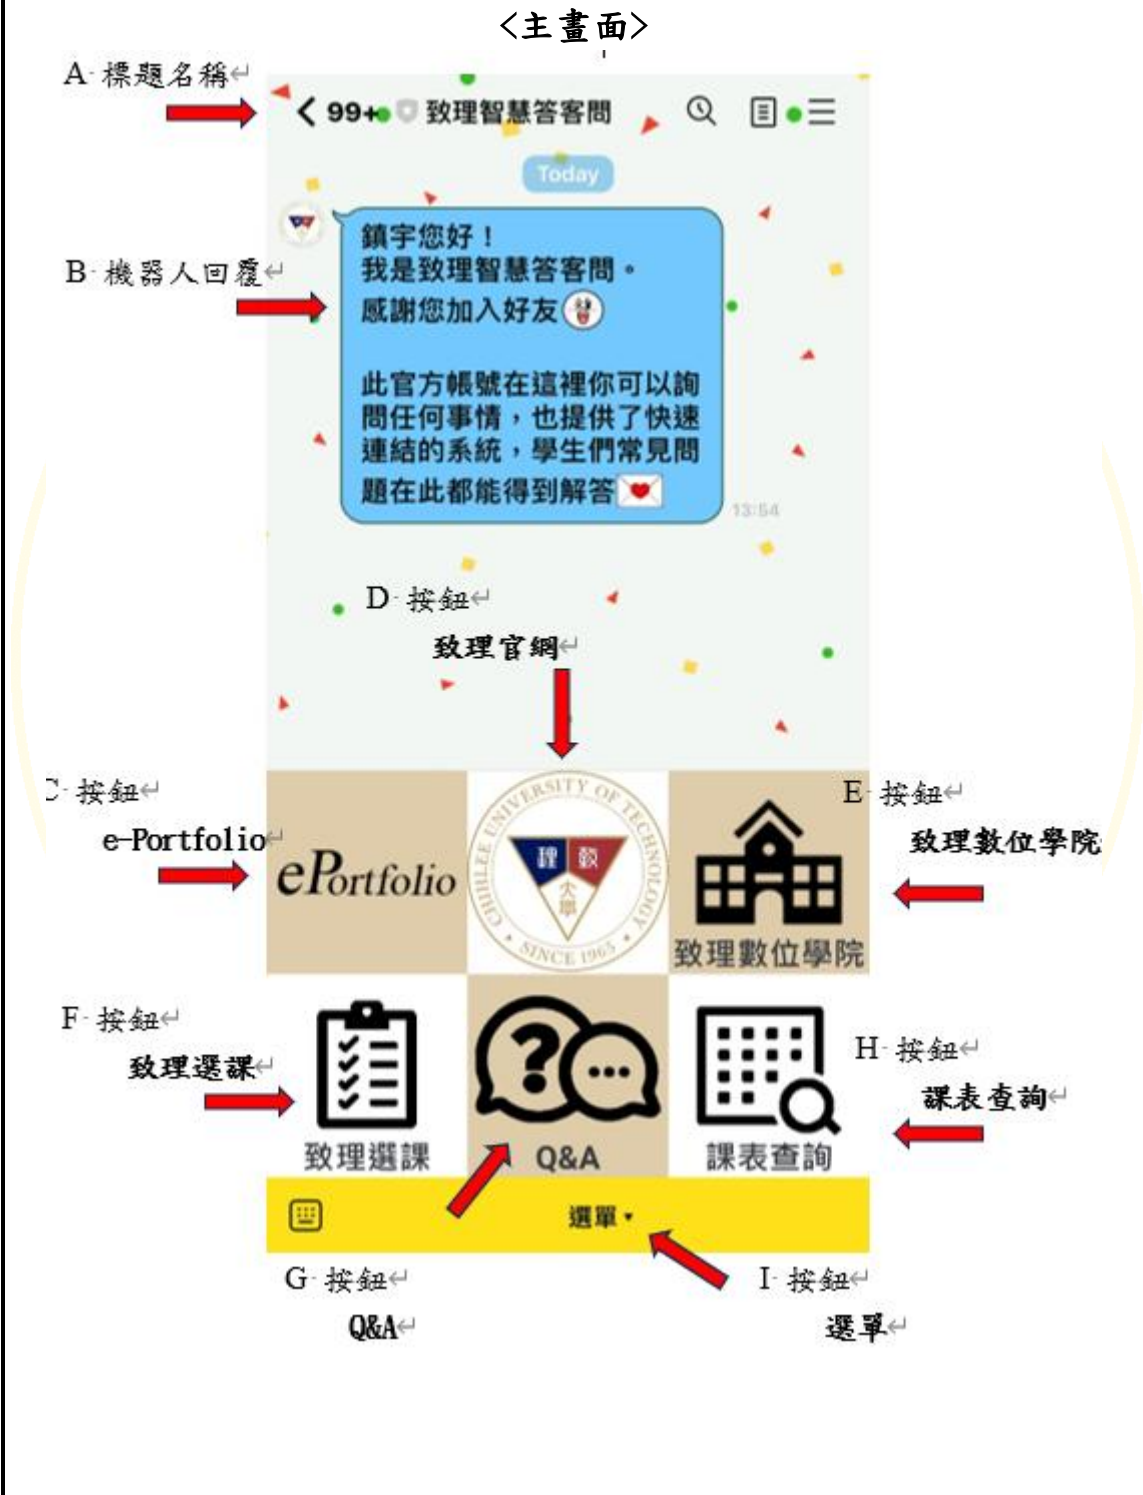 <主畫面>
A 標題名稱
99+ 致理智慧答客問
Today
鎮宇您好！
我是致理智慧答客問。
感謝您加入好友
B 機器人回覆
此官方帳號在這裡你可以詢
問任何事情，也提供了快速
連結的系統，學生們常見問
題在此都能得到解答
13:54
D 按鈕
致理官網
C 按鈕
e-Portfolio
E 按鈕
致理數位學院
ePortfolio
CHIHLEE UNIVERSITY OF TECHNOLOGY
理 致
大
學
SINCE 1965
致理數位學院
F 按鈕
致理選課
H 按鈕
課表查詢
致理選課
Q&A
課表查詢
選單
G 按鈕
Q&A
I 按鈕
選單